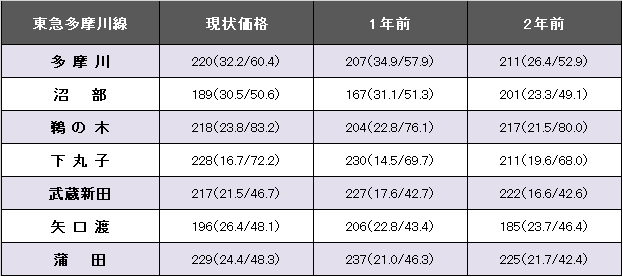 東急多摩川線 現状価格 1年前 2年前
多 摩 川 220(32.2/60.4) 207(34.9/57.9) 211(26.4/52.9)
沼 部 189(30.5/50.6) 167(31.1/51.3) 201(23.3/49.1)
鵜 の 木 218(23.8/83.2) 204(22.8/76.1) 217(21.5/80.0)
下 丸 子 228(16.7/72.2) 230(14.5/69.7) 211(19.6/68.0)
武蔵新田 217(21.5/46.7) 227(17.6/42.7) 222(16.6/42.6)
矢 口 渡 196(26.4/48.1) 206(22.8/43.4) 185(23.7/46.4)
蒲 田 229(24.4/48.3) 237(21.0/46.3) 225(21.7/42.4)